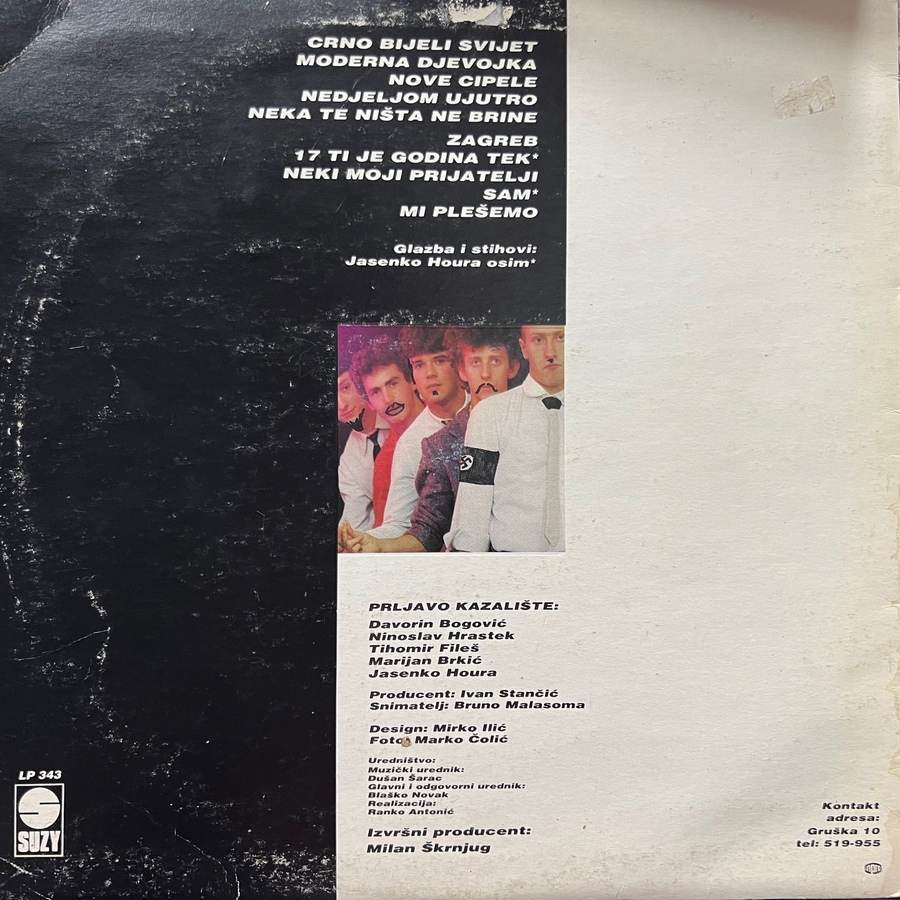 CRNO BIJELI SVIJET
MODERNA DJEVOJKA
NOVE CIPELE
NEDJELJOM UJUTRO
NEKA TE NIŠTA NE BRINE
ZAGREB
17 TI JE GODINA TEK*
NEKI MOJI PRIJATELJI
SAM*
MI PLEŠEMO
Glazba i stihovi:
Jasenko Houra osim*
PRLJAVO KAZALIŠTE:
Davorin Bogović
Ninoslav Hrastek
Tihomir Fileš
Marijan Brkić
Jasenko Houra
Producent: Ivan Stančić
Snimatelj: Bruno Malasoma
Design: Mirko Ilić
Foto: Marko Čolić
Uredništvo:
Muzički urednik:
Dušan Šarac
Glavni i odgovorni urednik:
Blaško Novak
Realizacija:
Ranko Antonić
Izvršni producent:
Milan Škrnjug
LP 343
SUZY
Kontakt
adresa:
Gruška 10
tel: 519-955